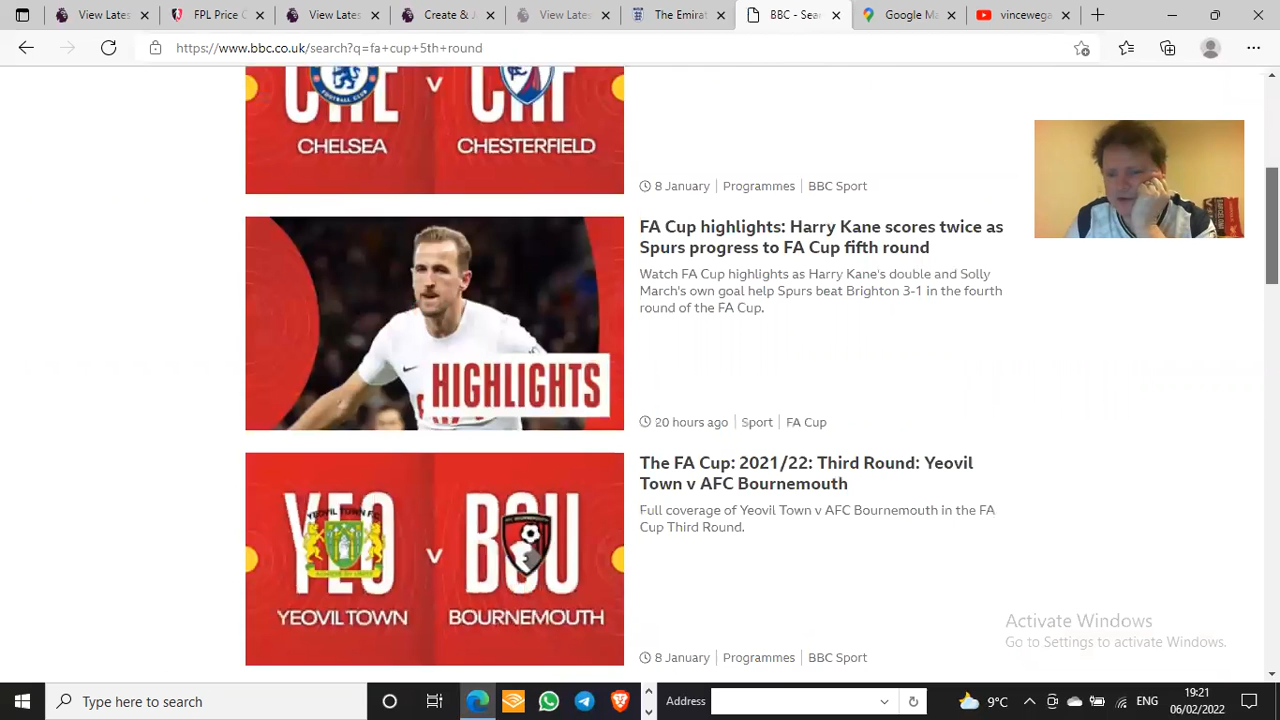 View Lates
FPL Price C
View Lates
Create &
View Lates
The Emirat
BBC - Sea
Google Ma
vincewega
https://www.bbc.co.uk/search?q=fa+cup+5th+round
CHE v CHF
CHELSEA CHESTERFIELD
8 January | Programmes | BBC Sport
FA Cup highlights: Harry Kane scores twice as
Spurs progress to FA Cup fifth round
Watch FA Cup highlights as Harry Kane's double and Solly
March's own goal help Spurs beat Brighton 3-1 in the fourth
round of the FA Cup.
HIGHLIGHTS
20 hours ago | Sport | FA Cup
The FA Cup: 2021/22: Third Round: Yeovil
Town v AFC Bournemouth
Full coverage of Yeovil Town v AFC Bournemouth in the FA
Cup Third Round.
YEO v BOU
YEOVIL TOWN BOURNEMOUTH
8 January | Programmes | BBC Sport
Activate Windows
Go to Settings to activate Windows.
Type here to search
Address
9°C
ENG
19:21
06/02/2022